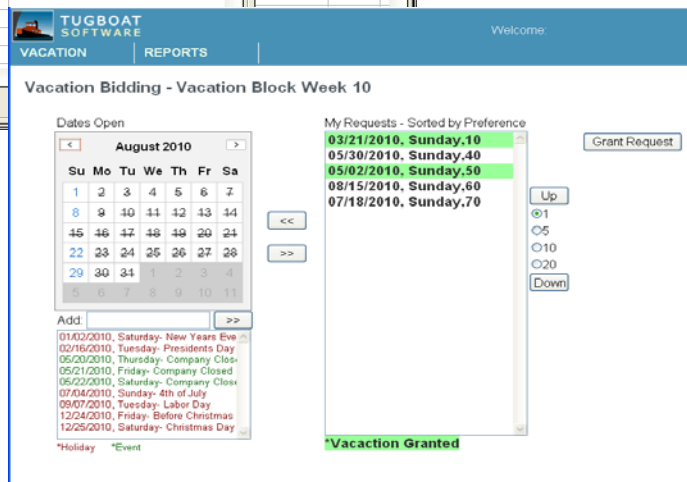 TUGBOAT
SOFTWARE
Welcome:
VACATION REPORTS
Vacation Bidding - Vacation Block Week 10
Dates Open
< August 2010 >
Su Mo Tu We Th Fr Sa
1 2 3 4 5 6 7
8 9 10 11 12 13 14
15 16 17 18 19 20 21
22 23 24 25 26 27 28
29 30 31 1 2 3 4
5 6 7 8 9 10 11
Add: >>
01/02/2010, Saturday- New Years Eve
02/16/2010, Tuesday- Presidents Day
05/20/2010, Thursday- Company Clos
05/21/2010, Friday- Company Closed
05/22/2010, Saturday- Company Close
07/04/2010, Sunday- 4th of July
09/07/2010, Tuesday- Labor Day
12/24/2010, Friday- Before Christmas
12/25/2010, Saturday- Christmas Day
*Holiday *Event
<<
>>
My Requests - Sorted by Preference
03/21/2010, Sunday,10
05/30/2010, Sunday,40
05/02/2010, Sunday,50
08/15/2010, Sunday,60
07/18/2010, Sunday,70
*Vacaction Granted
Up
1
5
10
20
Down
Grant Request